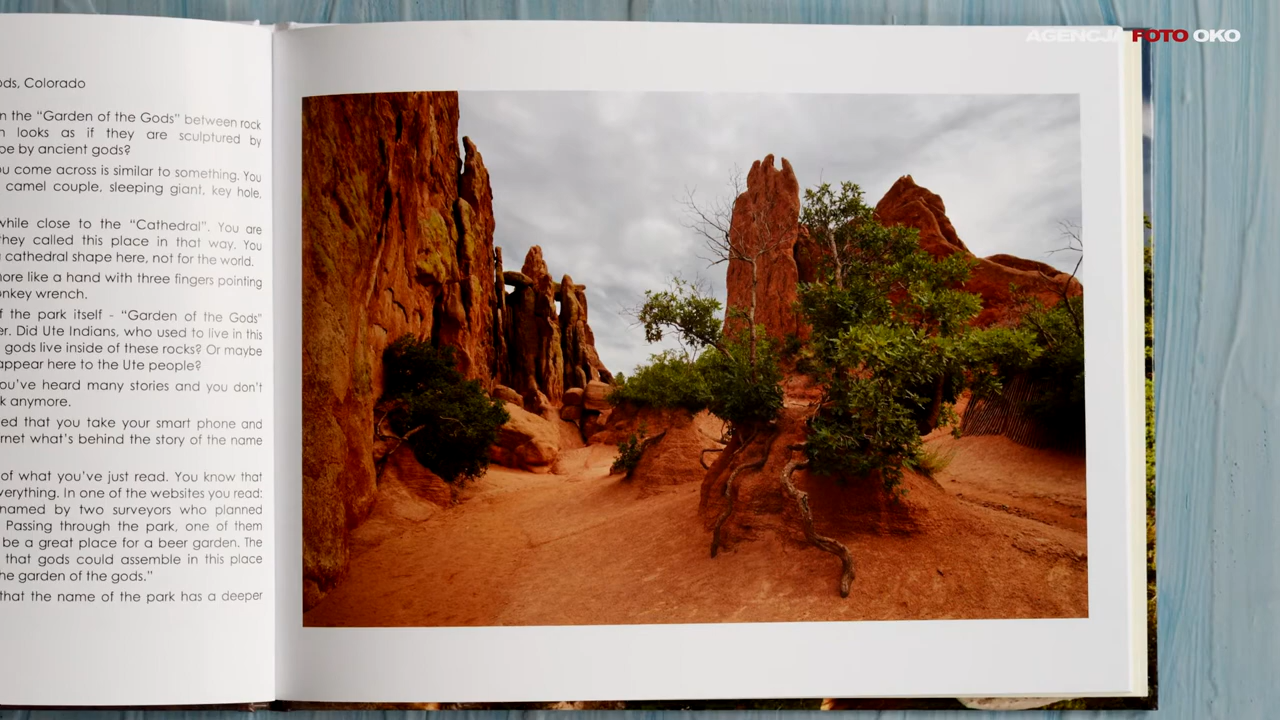 AGENCJA FOTO OKO
ods, Colorado
n the “Garden of the Gods” between rock
n looks as if they are sculptured by
pe by ancient gods?
ou come across is similar to something. You
camel couple, sleeping giant, key hole,
while close to the “Cathedral”. You are
they called this place in that way. You
cathedral shape here, not for the world.
more like a hand with three fingers pointing
onkey wrench.
f the park itself - “Garden of the Gods”
er. Did Ute Indians, who used to live in this
gods live inside of these rocks? Or maybe
appear here to the Ute people?
ou’ve heard many stories and you don’t
k anymore.
ed that you take your smart phone and
rnet what’s behind the story of the name
of what you’ve just read. You know that
verything. In one of the websites you read:
named by two surveyors who planned
Passing through the park, one of them
be a great place for a beer garden. The
that gods could assemble in this place
he garden of the gods.”
that the name of the park has a deeper